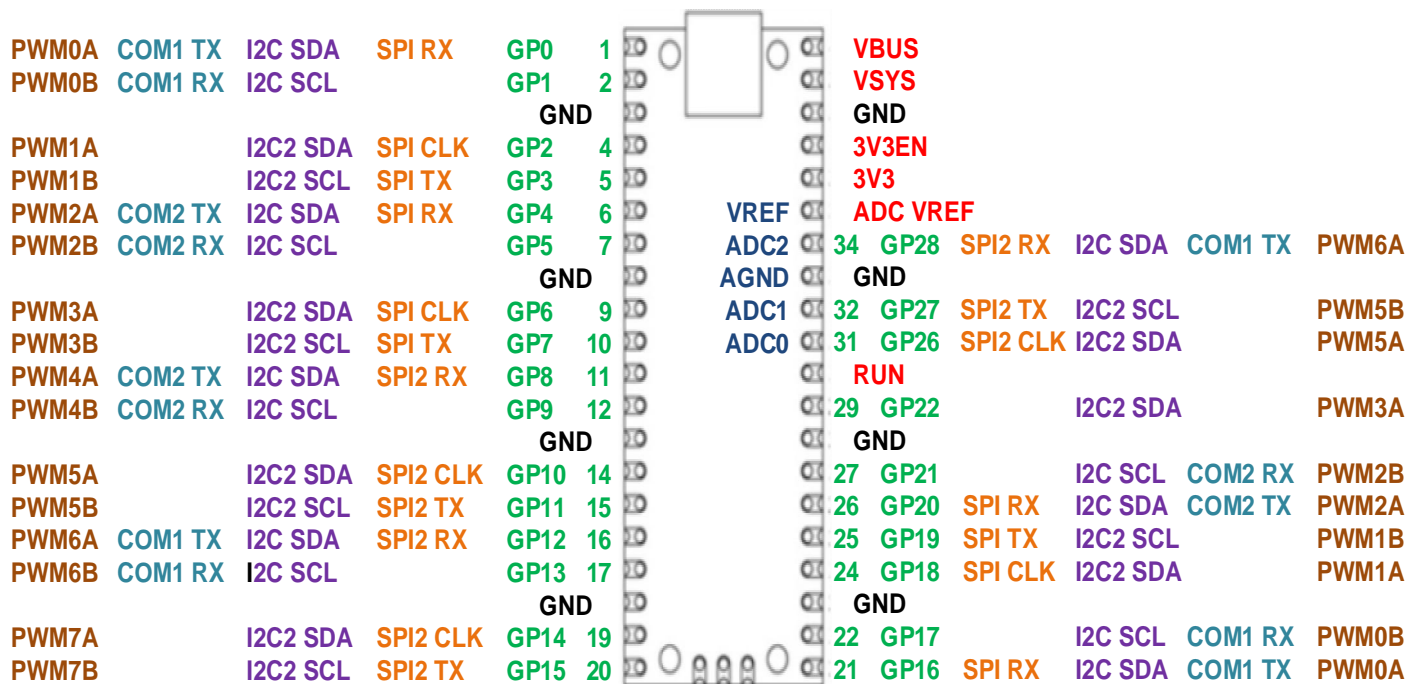 PWM0A COM1 TX I2C SDA SPI RX GP0 1 VBUS
PWM0B COM1 RX I2C SCL GP1 2 VSYS
GND GND
PWM1A I2C2 SDA SPI CLK GP2 4 3V3EN
PWM1B I2C2 SCL SPI TX GP3 5 3V3
PWM2A COM2 TX I2C SDA SPI RX GP4 6 VREF ADC VREF
PWM2B COM2 RX I2C SCL GP5 7 ADC2 34 GP28 SPI2 RX I2C SDA COM1 TX PWM6A
GND AGND GND
PWM3A I2C2 SDA SPI CLK GP6 9 ADC1 32 GP27 SPI2 TX I2C2 SCL PWM5B
PWM3B I2C2 SCL SPI TX GP7 10 ADC0 31 GP26 SPI2 CLK I2C2 SDA PWM5A
PWM4A COM2 TX I2C SDA SPI2 RX GP8 11 RUN
PWM4B COM2 RX I2C SCL GP9 12 29 GP22 I2C2 SDA PWM3A
GND GND
PWM5A I2C2 SDA SPI2 CLK GP10 14 27 GP21 I2C SCL COM2 RX PWM2B
PWM5B I2C2 SCL SPI2 TX GP11 15 26 GP20 SPI RX I2C SDA COM2 TX PWM2A
PWM6A COM1 TX I2C SDA SPI2 RX GP12 16 25 GP19 SPI TX I2C2 SCL PWM1B
PWM6B COM1 RX I2C SCL GP13 17 24 GP18 SPI CLK I2C2 SDA PWM1A
GND GND
PWM7A I2C2 SDA SPI2 CLK GP14 19 22 GP17 I2C SCL COM1 RX PWM0B
PWM7B I2C2 SCL SPI2 TX GP15 20 21 GP16 SPI RX I2C SDA COM1 TX PWM0A